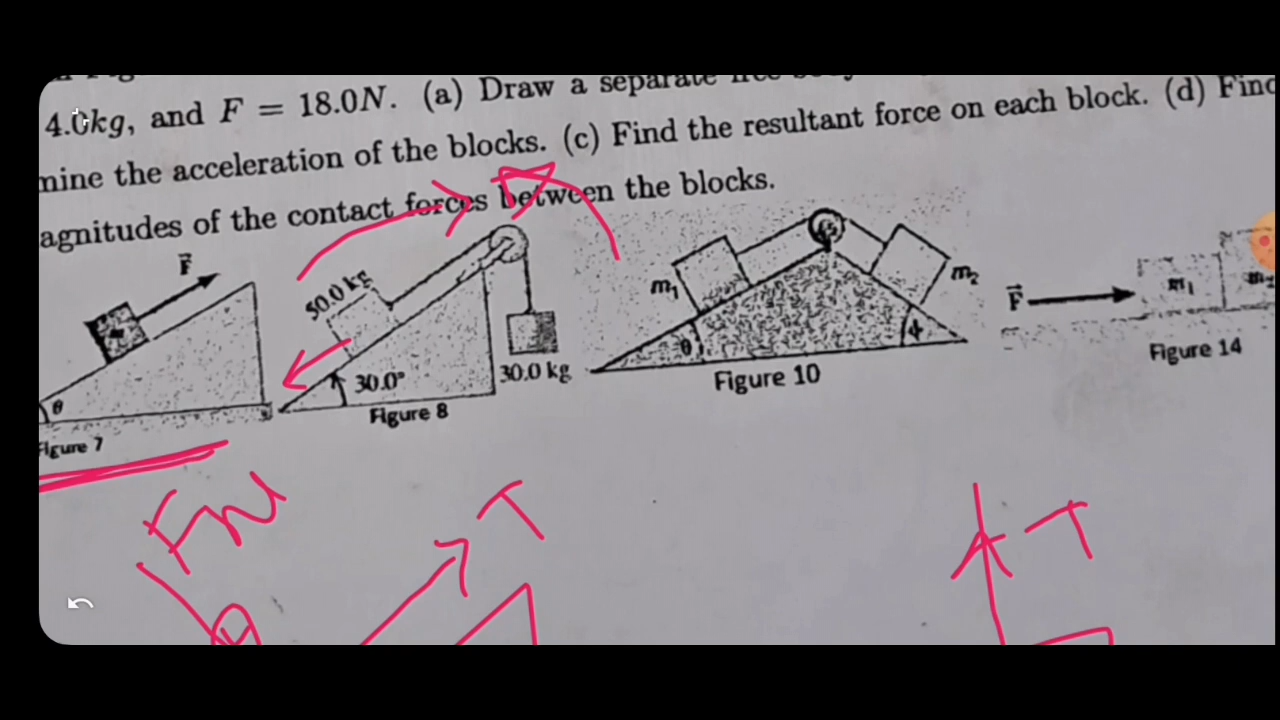 4.0kg, and F = 18.0N. (a) Draw a separate free
mine the acceleration of the blocks. (c) Find the resultant force on each block. (d) Find
agnitudes of the contact forces between the blocks.
F
θ
Figure 7
50.0 kg
30.0°
30.0 kg
Figure 8
m₁
m₂
θ
Figure 10
F
m₁
Figure 14
FN
T
T